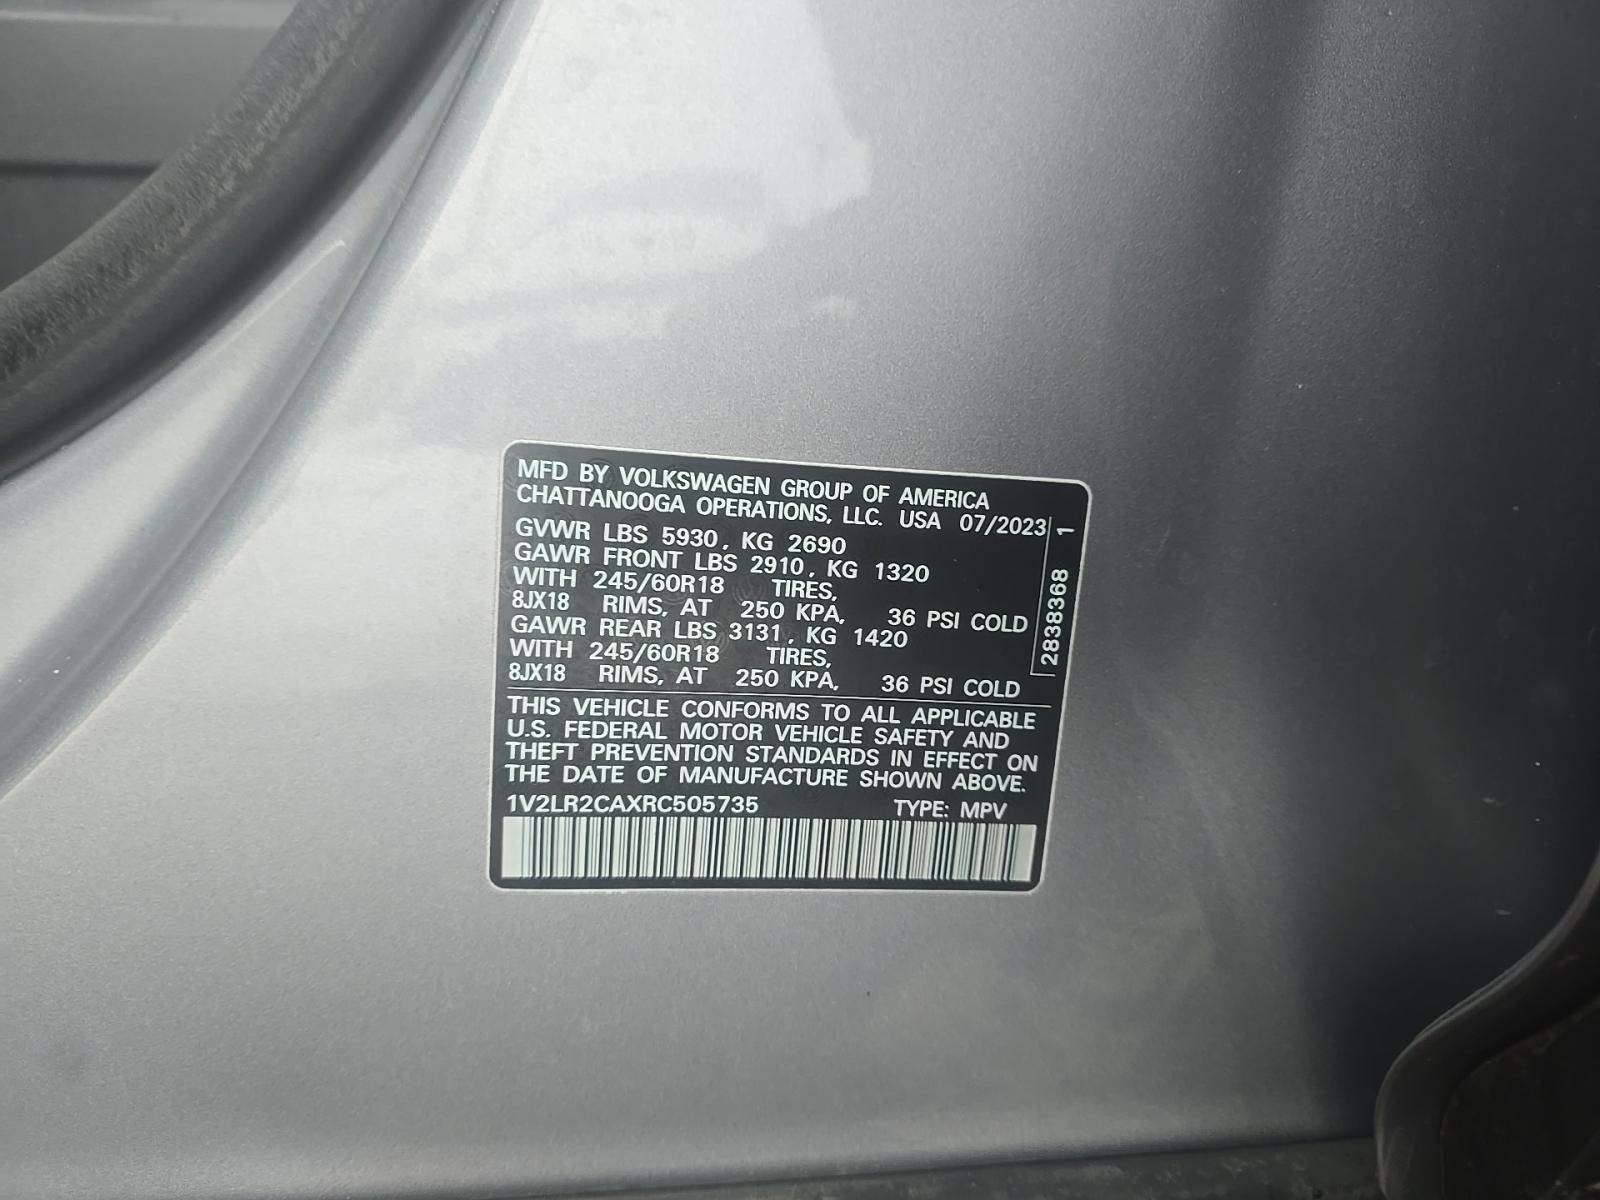 MFD BY VOLKSWAGEN GROUP OF AMERICA
CHATTANOOGA OPERATIONS, LLC. USA 07/2023
GVWR LBS 5930, KG 2690
GAWR FRONT LBS 2910, KG 1320
WITH 245/60R18 TIRES,
8JX18 RIMS, AT 250 KPA, 36 PSI COLD
GAWR REAR LBS 3131, KG 1420
WITH 245/60R18 TIRES,
8JX18 RIMS, AT 250 KPA, 36 PSI COLD
2838368 1
THIS VEHICLE CONFORMS TO ALL APPLICABLE
U.S. FEDERAL MOTOR VEHICLE SAFETY AND
THEFT PREVENTION STANDARDS IN EFFECT ON
THE DATE OF MANUFACTURE SHOWN ABOVE.
1V2LR2CAXRC505735 TYPE: MPV